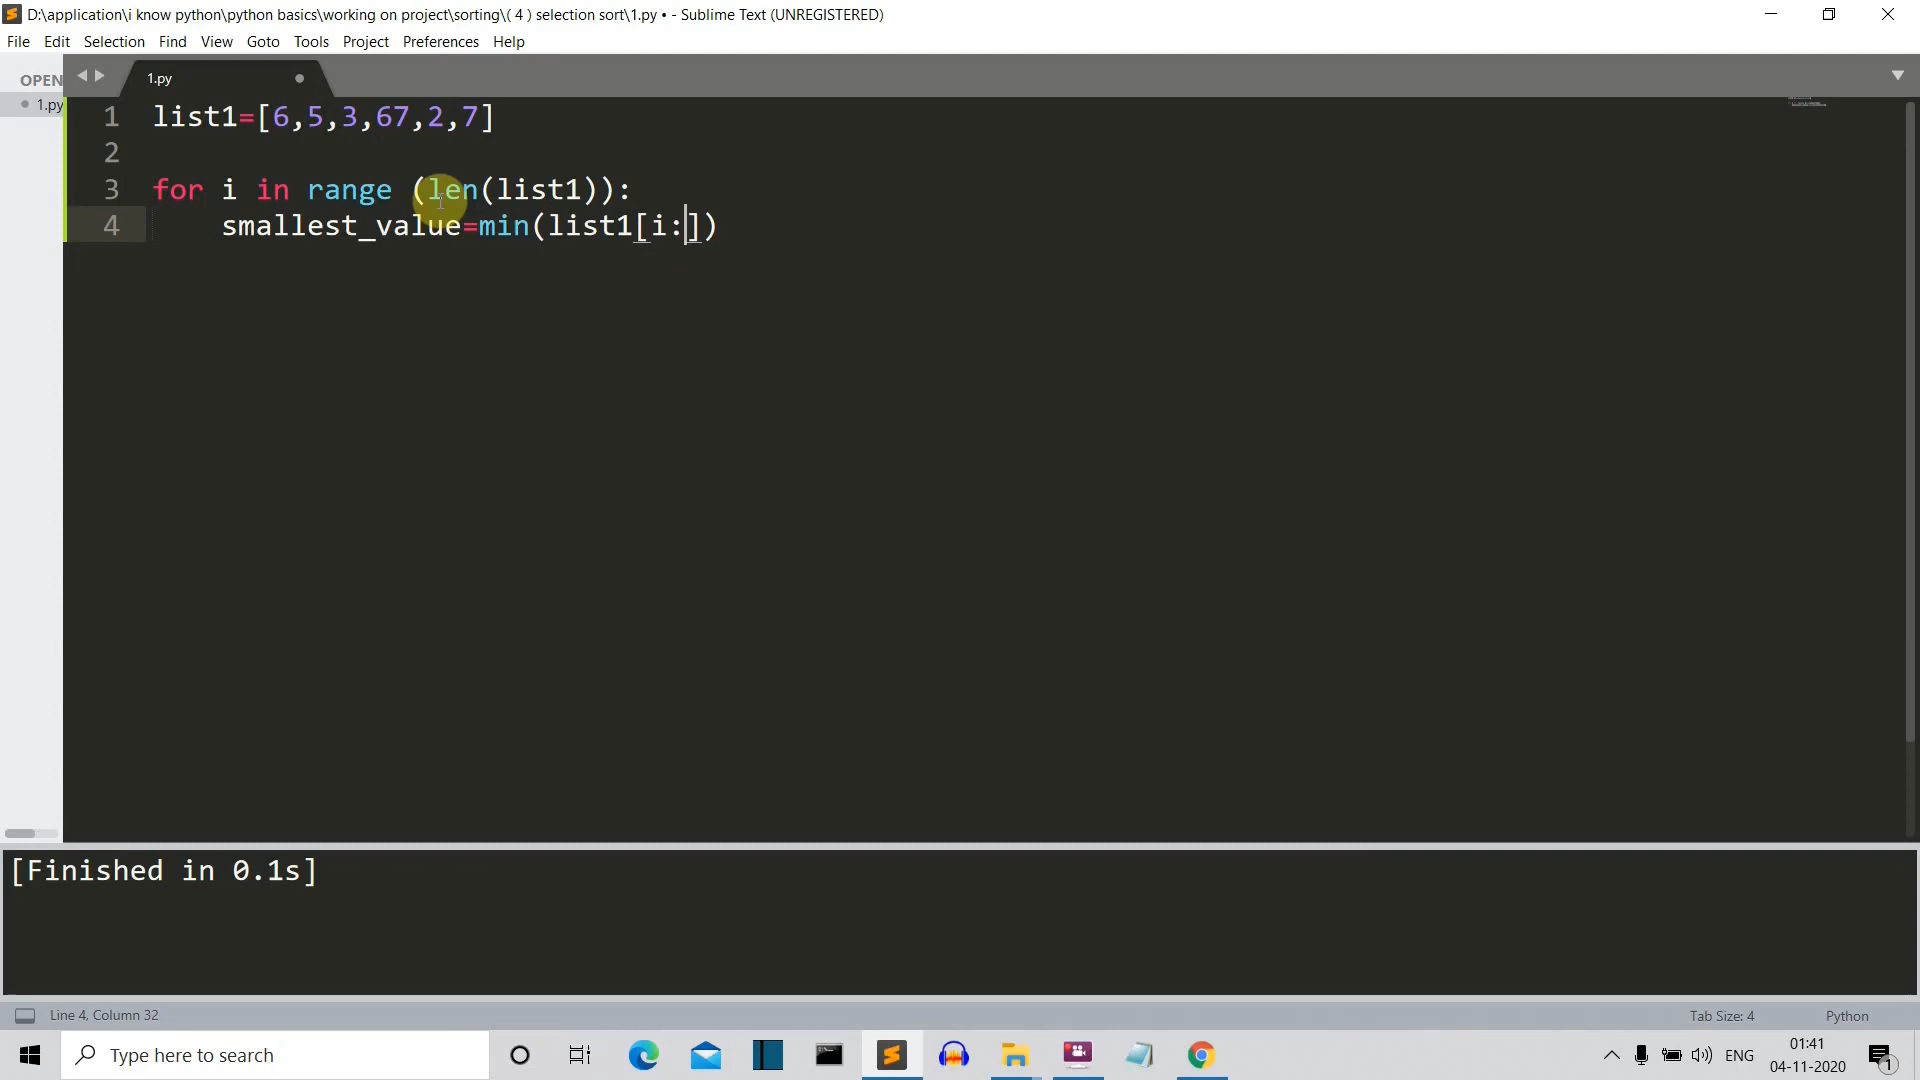 D:\application\i know python\python basics\working on project\sorting\( 4 ) selection sort\1.py • - Sublime Text (UNREGISTERED)
File Edit Selection Find View Goto Tools Project Preferences Help
OPEN
1.py
1.py
1 list1=[6,5,3,67,2,7]
2
3 for i in range (len(list1)):
4 smallest_value=min(list1[i:])
[Finished in 0.1s]
Line 4, Column 32
Tab Size: 4
Python
Type here to search
ENG
01:41
04-11-2020
1